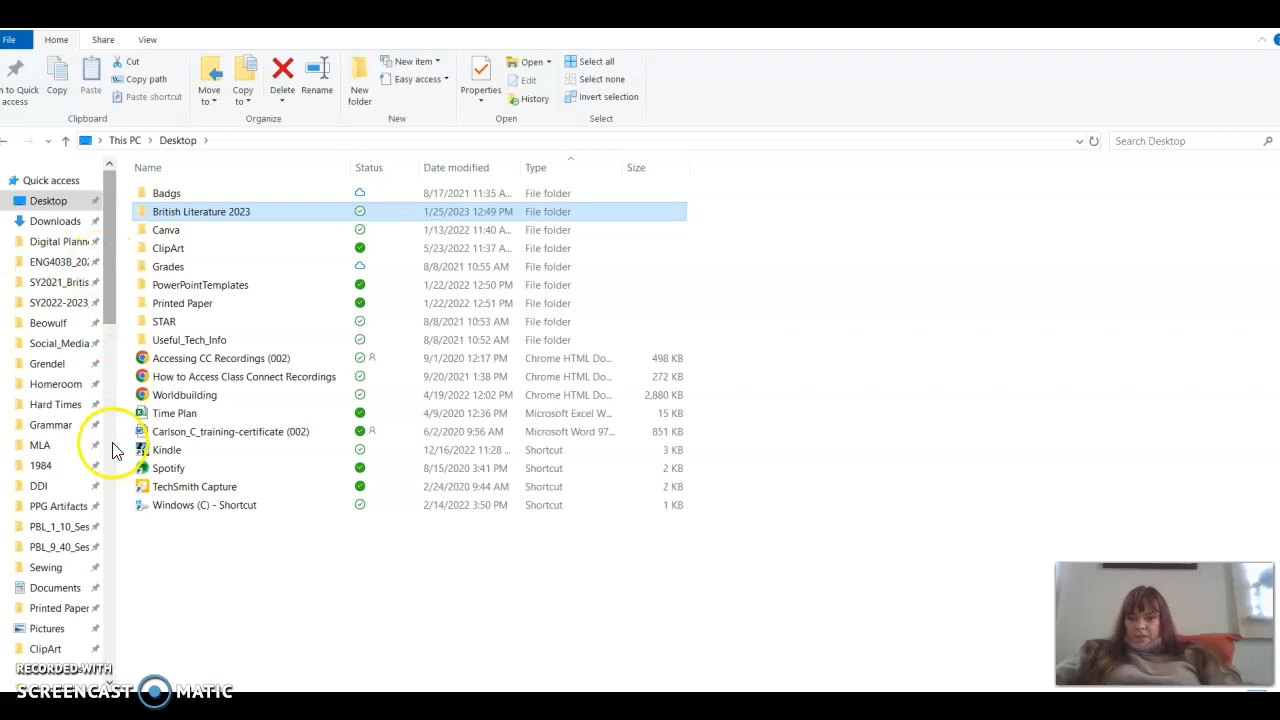 File Home Share View
Cut
Copy path
Paste shortcut
to Quick
access
Copy
Paste
Move
to
Copy
to
Delete
Rename
New
folder
New item
Easy access
Properties
Open
Edit
History
Select all
Select none
Invert selection
Clipboard Organize New Open Select
This PC > Desktop > Search Desktop
Name Status Date modified Type Size
Quick access
Desktop
Downloads
Digital Plann
ENG403B_20
SY2021_Britis
SY2022-2023
Beowulf
Social_Media
Grendel
Homeroom
Hard Times
Grammar
MLA
1984
DDI
PPG Artifacts
PBL_1_10_Ses
PBL_9_40_Ses
Sewing
Documents
Printed Paper
Pictures
ClipArt
Badgs 8/17/2021 11:35 A... File folder
British Literature 2023 1/25/2023 12:49 PM File folder
Canva 1/13/2022 11:40 A... File folder
ClipArt 5/23/2022 11:37 A... File folder
Grades 8/8/2021 10:55 AM File folder
PowerPointTemplates 1/22/2022 12:50 PM File folder
Printed Paper 1/22/2022 12:51 PM File folder
STAR 8/8/2021 10:53 AM File folder
Useful_Tech_Info 8/8/2021 10:52 AM File folder
Accessing CC Recordings (002) 9/1/2020 12:17 PM Chrome HTML Do... 498 KB
How to Access Class Connect Recordings 9/20/2021 1:38 PM Chrome HTML Do... 272 KB
Worldbuilding 4/19/2022 12:02 PM Chrome HTML Do... 2,880 KB
Time Plan 4/9/2020 12:36 PM Microsoft Excel W... 15 KB
Carlson_C_training-certificate (002) 6/2/2020 9:56 AM Microsoft Word 97... 851 KB
Kindle 12/16/2022 11:28 ... Shortcut 3 KB
Spotify 8/15/2020 3:41 PM Shortcut 2 KB
TechSmith Capture 2/24/2020 9:44 AM Shortcut 2 KB
Windows (C) - Shortcut 2/14/2022 3:50 PM Shortcut 1 KB
RECORDED WITH
SCREENCAST MATIC